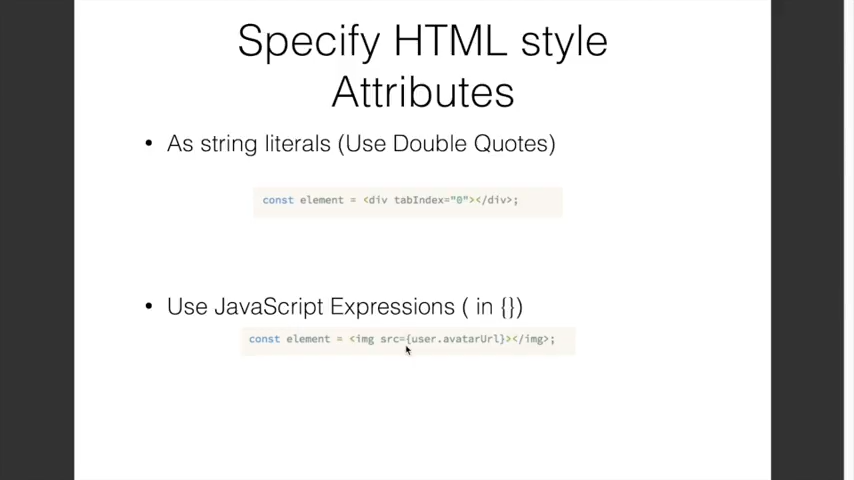 Specify HTML style
Attributes
• As string literals (Use Double Quotes)
const element = <div tabIndex="0"></div>;
• Use JavaScript Expressions ( in {})
const element = <img src={user.avatarUrl}></img>;